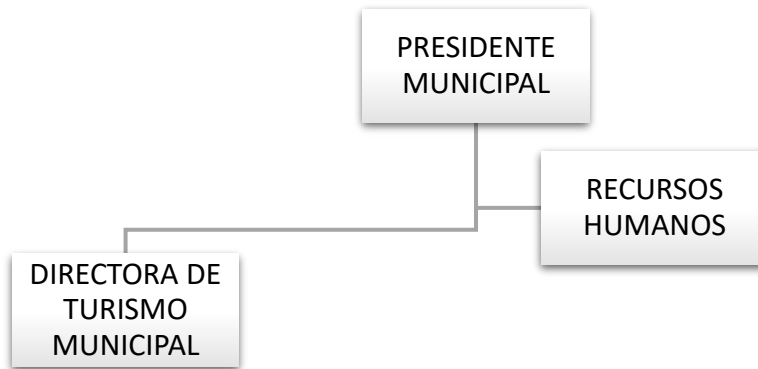 PRESIDENTE
MUNICIPAL
RECURSOS
HUMANOS
DIRECTORA DE
TURISMO
MUNICIPAL